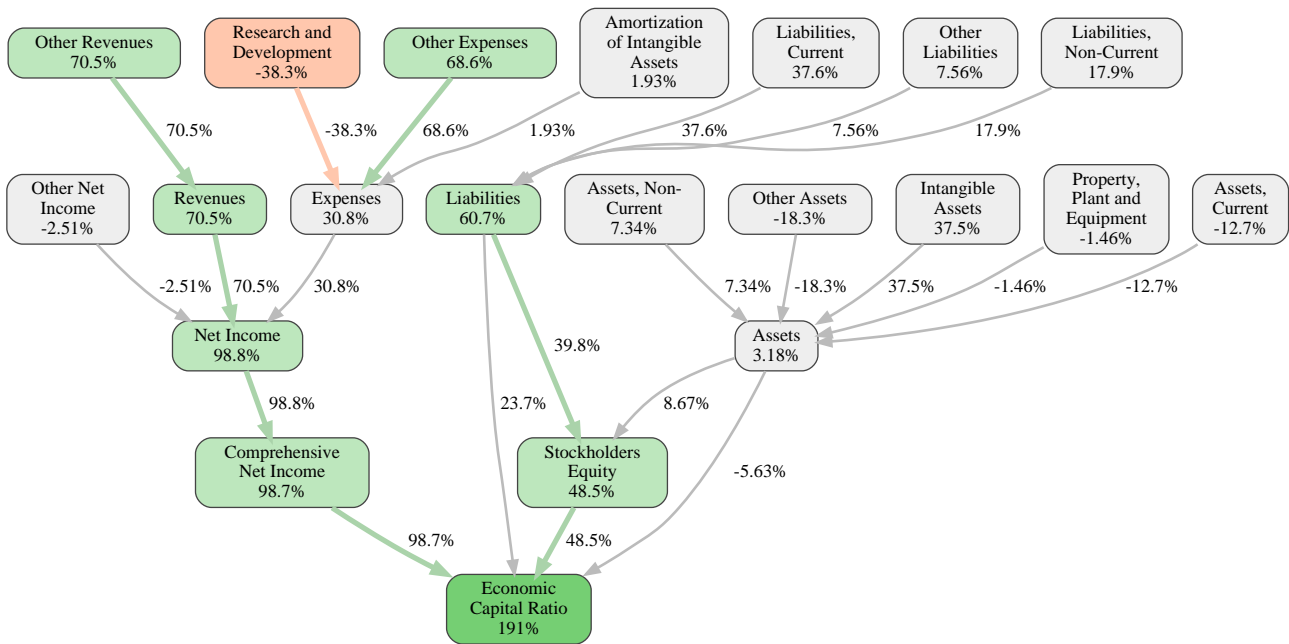 Other Revenues
70.5%
Research and
Development
-38.3%
Other Expenses
68.6%
Amortization
of Intangible
Assets
1.93%
Liabilities,
Current
37.6%
Other
Liabilities
7.56%
Liabilities,
Non-Current
17.9%
70.5%
-38.3%
68.6%
1.93%
37.6%
7.56%
17.9%
Other Net
Income
-2.51%
Revenues
70.5%
Expenses
30.8%
Liabilities
60.7%
Assets, Non-
Current
7.34%
Other Assets
-18.3%
Intangible
Assets
37.5%
Property,
Plant and
Equipment
-1.46%
Assets,
Current
-12.7%
-2.51%
70.5%
30.8%
7.34%
-18.3%
37.5%
-1.46%
-12.7%
Net Income
98.8%
39.8%
Assets
3.18%
98.8%
23.7%
8.67%
Comprehensive
Net Income
98.7%
Stockholders
Equity
48.5%
-5.63%
98.7%
48.5%
Economic
Capital Ratio
191%